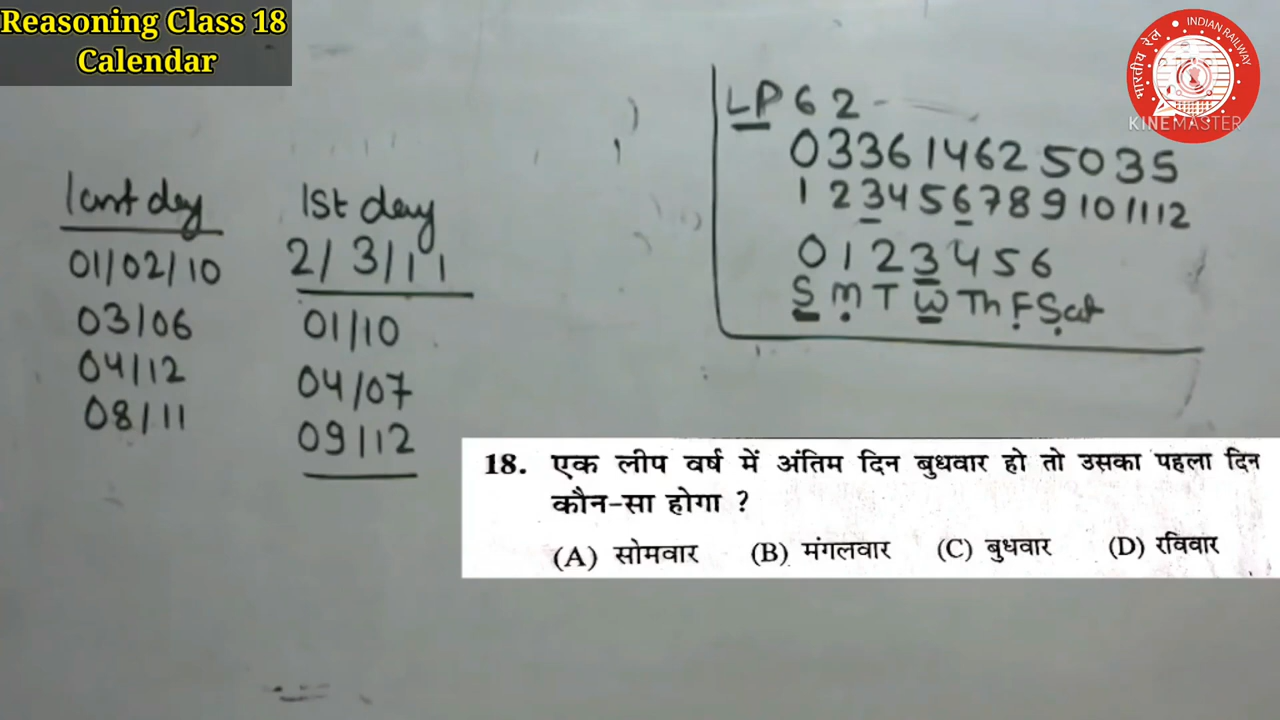 Reasoning Class 18
Calendar
भारतीय रेल INDIAN RAILWAY
KINEMASTER
LP 6 2
0 3 3 6 1 4 6 2 5 0 3 5
1 2 3 4 5 6 7 8 9 10 11 12
0 1 2 3 4 5 6
S M T W Th F Sat
last day
01/02/10
03/06
04/12
08/11
1st day
2/3/11
01/10
04/07
09/12
18. एक लीप वर्ष में अंतिम दिन बुधवार हो तो उसका पहला दिन
कौन-सा होगा ?
(A) सोमवार (B) मंगलवार (C) बुधवार (D) रविवार